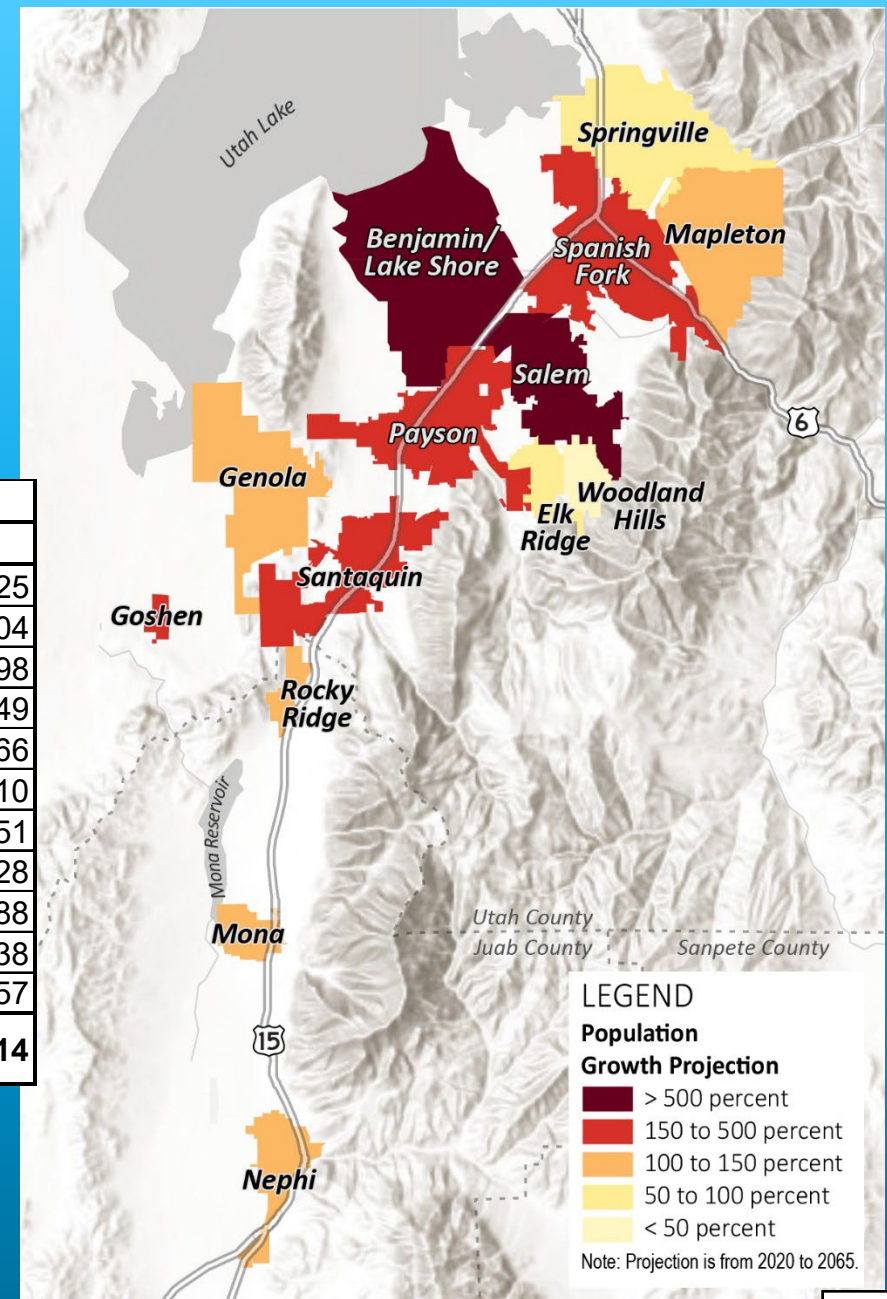 Utah Lake
Springville
Benjamin/
Lake Shore
Spanish
Fork
Mapleton
Salem
Payson
6
Genola
Elk
Ridge
Woodland
Hills
Santaquin
Goshen
Rocky
Ridge
Mona Reservoir
Mona
Utah County
Juab County
Sanpete County
15
Nephi
LEGEND
Population
Growth Projection
> 500 percent
150 to 500 percent
100 to 150 percent
50 to 100 percent
< 50 percent
Note: Projection is from 2020 to 2065.
25
04
98
49
66
10
51
28
88
38
57
14